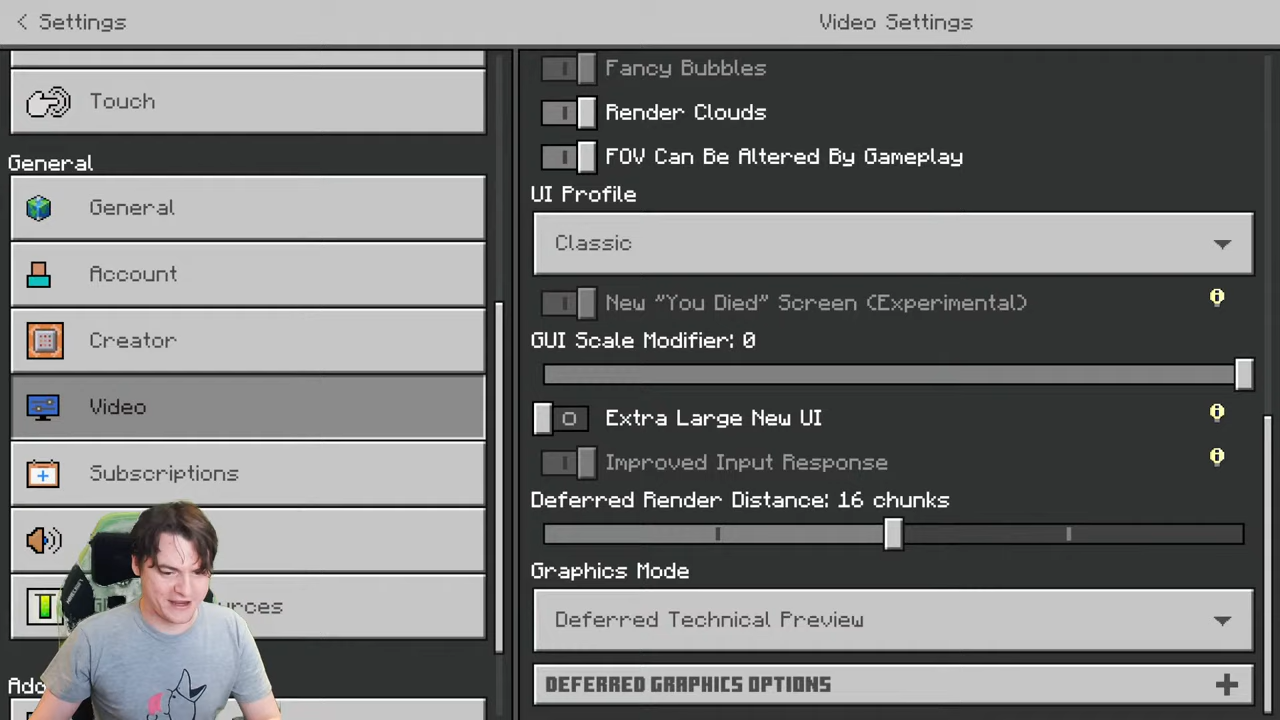 Settings
Video Settings
Touch
General
General
Account
Creator
Video
Subscriptions
Fancy Bubbles
Render Clouds
FOV Can Be Altered By Gameplay
UI Profile
Classic
New "You Died" Screen (Experimental)
GUI Scale Modifier: 0
Extra Large New UI
Improved Input Response
Deferred Render Distance: 16 chunks
Graphics Mode
Deferred Technical Preview
DEFERRED GRAPHICS OPTIONS